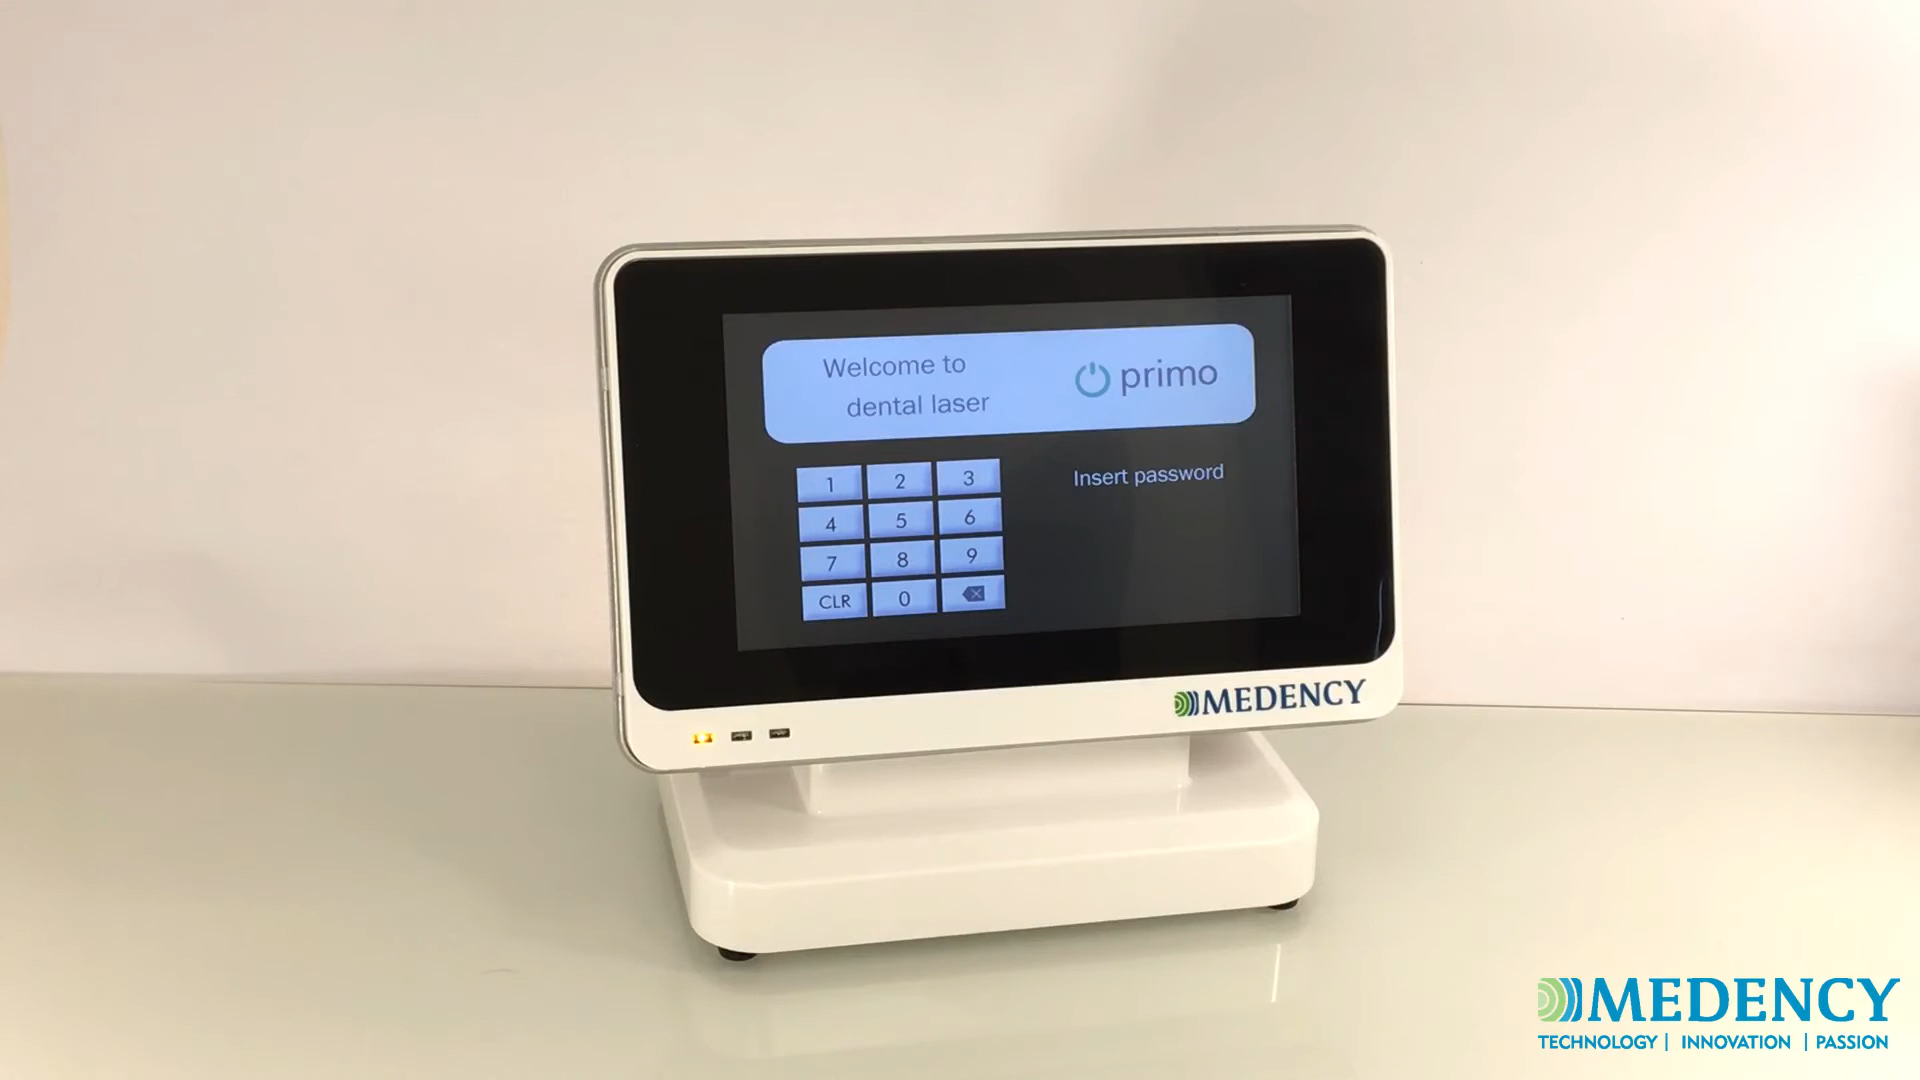 Welcome to
dental laser
primo
Insert password
1 2 3
4 5 6
7 8 9
CLR 0
MEDENCY
MEDENCY
TECHNOLOGY | INNOVATION | PASSION